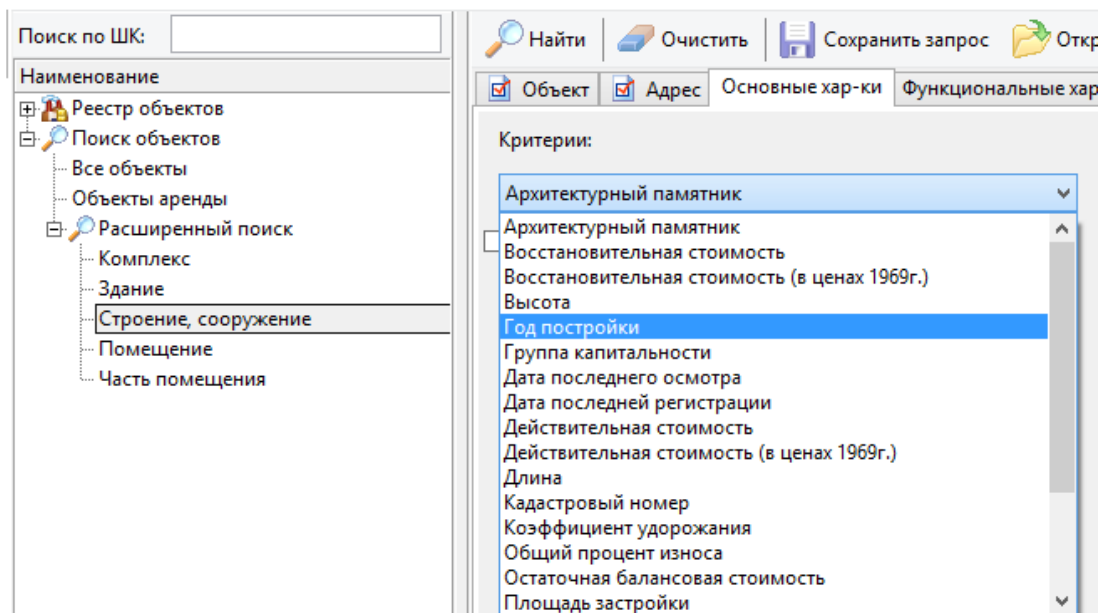 Поиск по ШК:
Наименование
Реестр объектов
Поиск объектов
Все объекты
Объекты аренды
Расширенный поиск
Комплекс
Здание
Строение, сооружение
Помещение
Часть помещения
Найти Очистить Сохранить запрос Откр
Объект Адрес Основные хар-ки Функциональные хар
Критерии:
Архитектурный памятник
Архитектурный памятник
Восстановительная стоимость
Восстановительная стоимость (в ценах 1969г.)
Высота
Год постройки
Группа капитальности
Дата последнего осмотра
Дата последней регистрации
Действительная стоимость
Действительная стоимость (в ценах 1969г.)
Длина
Кадастровый номер
Коэффициент удорожания
Общий процент износа
Остаточная балансовая стоимость
Площадь застройки